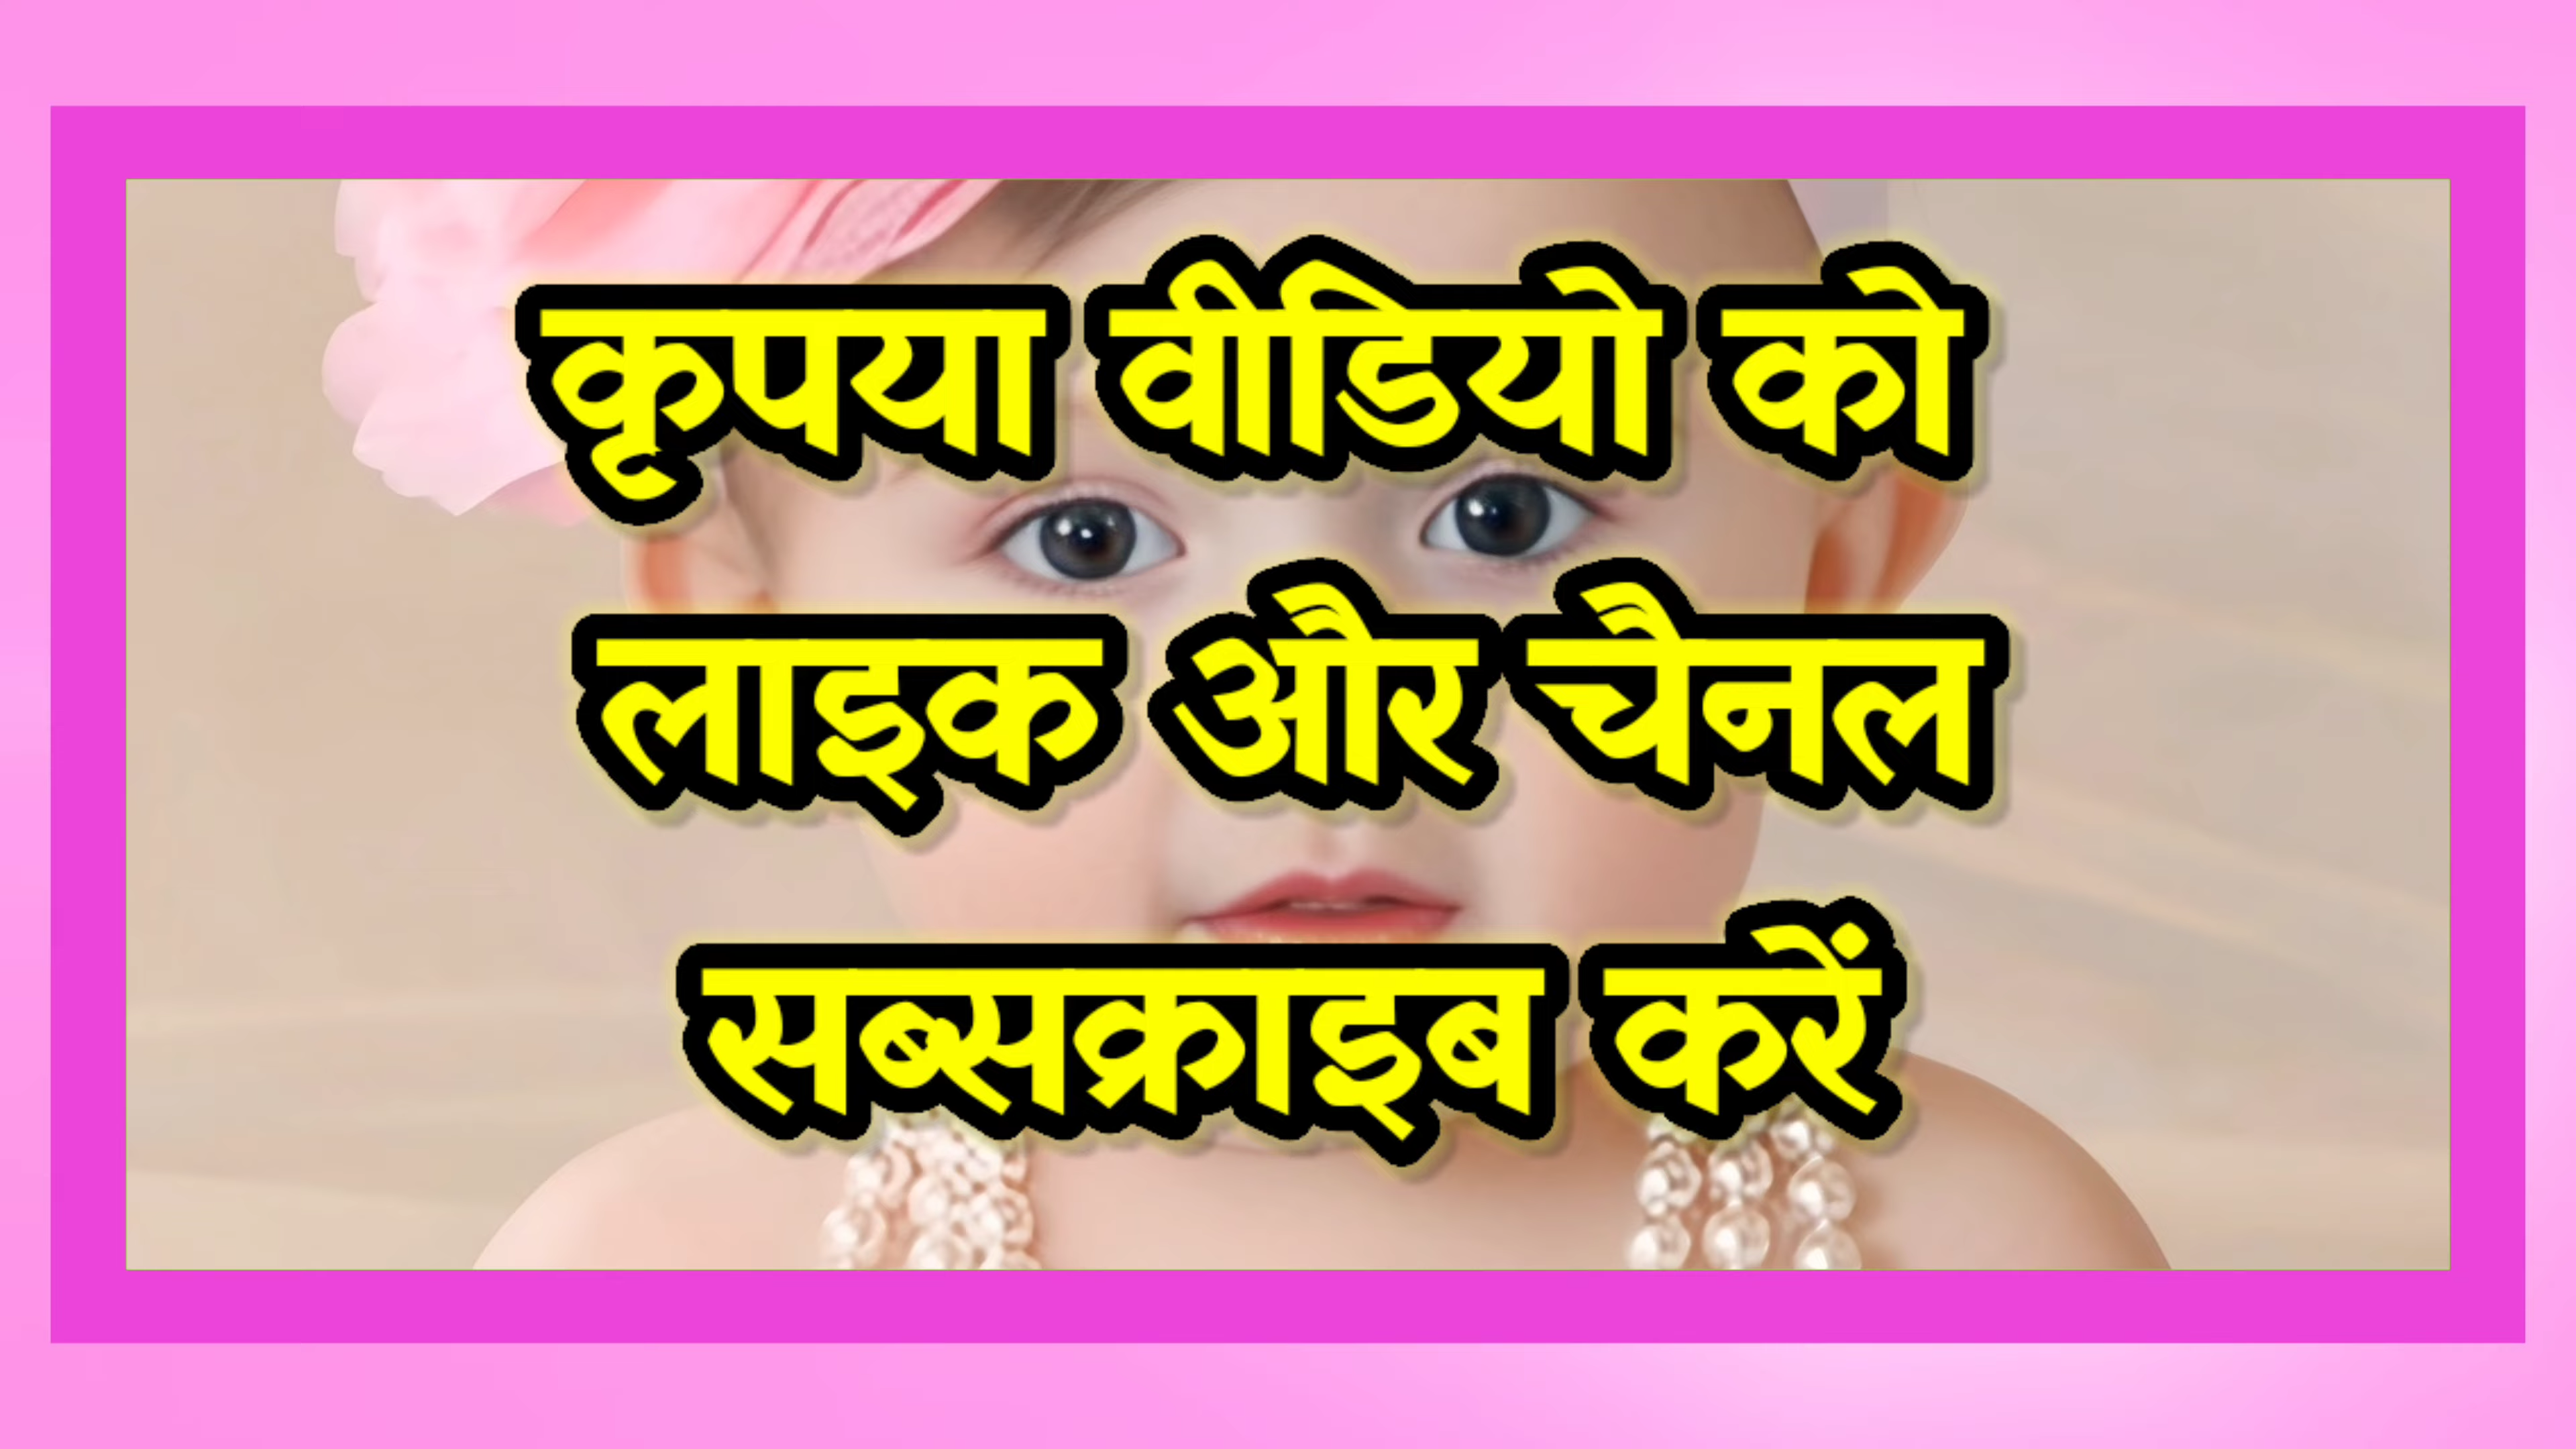 कृपया वीडियो को
लाइक और चैनल
सब्सक्राइब करें